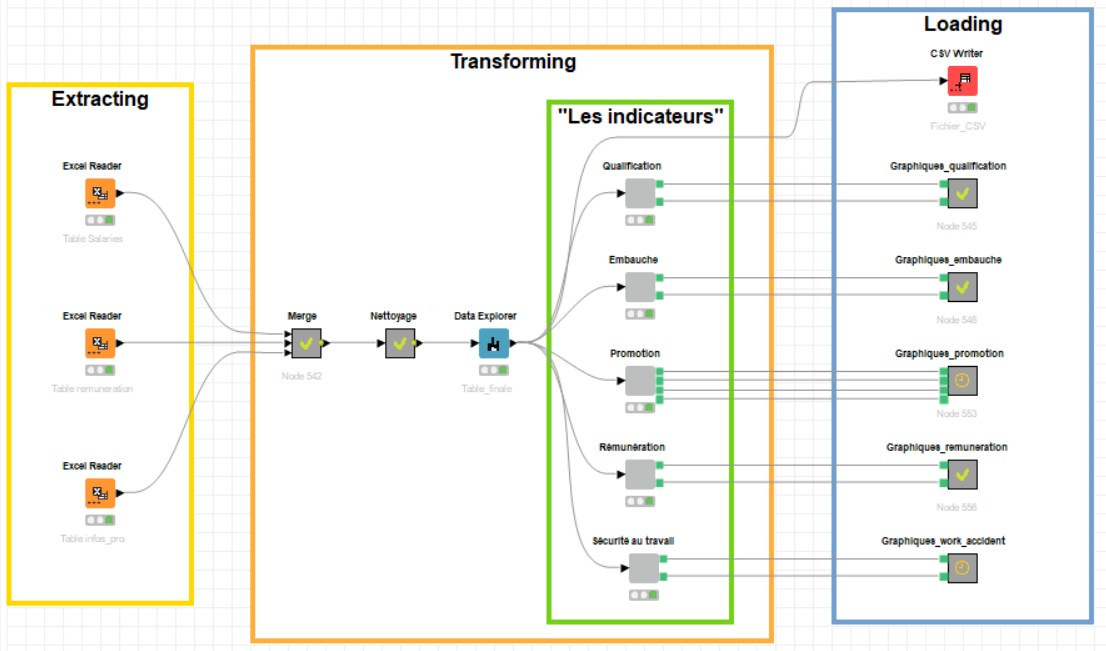 Extracting
Excel Reader
Table Salaries
Excel Reader
Table remuneration
Excel Reader
Table infos_pro
Transforming
Merge
Node 542
Nettoyage
Data Explorer
Table_finale
"Les indicateurs"
Qualification
Embauche
Promotion
Rémunération
Sécurité au travail
Loading
CSV Writer
Fichier_CSV
Graphiques_qualification
Node 545
Graphiques_embauche
Node 548
Graphiques_promotion
Node 553
Graphiques_remuneration
Node 556
Graphiques_work_accident